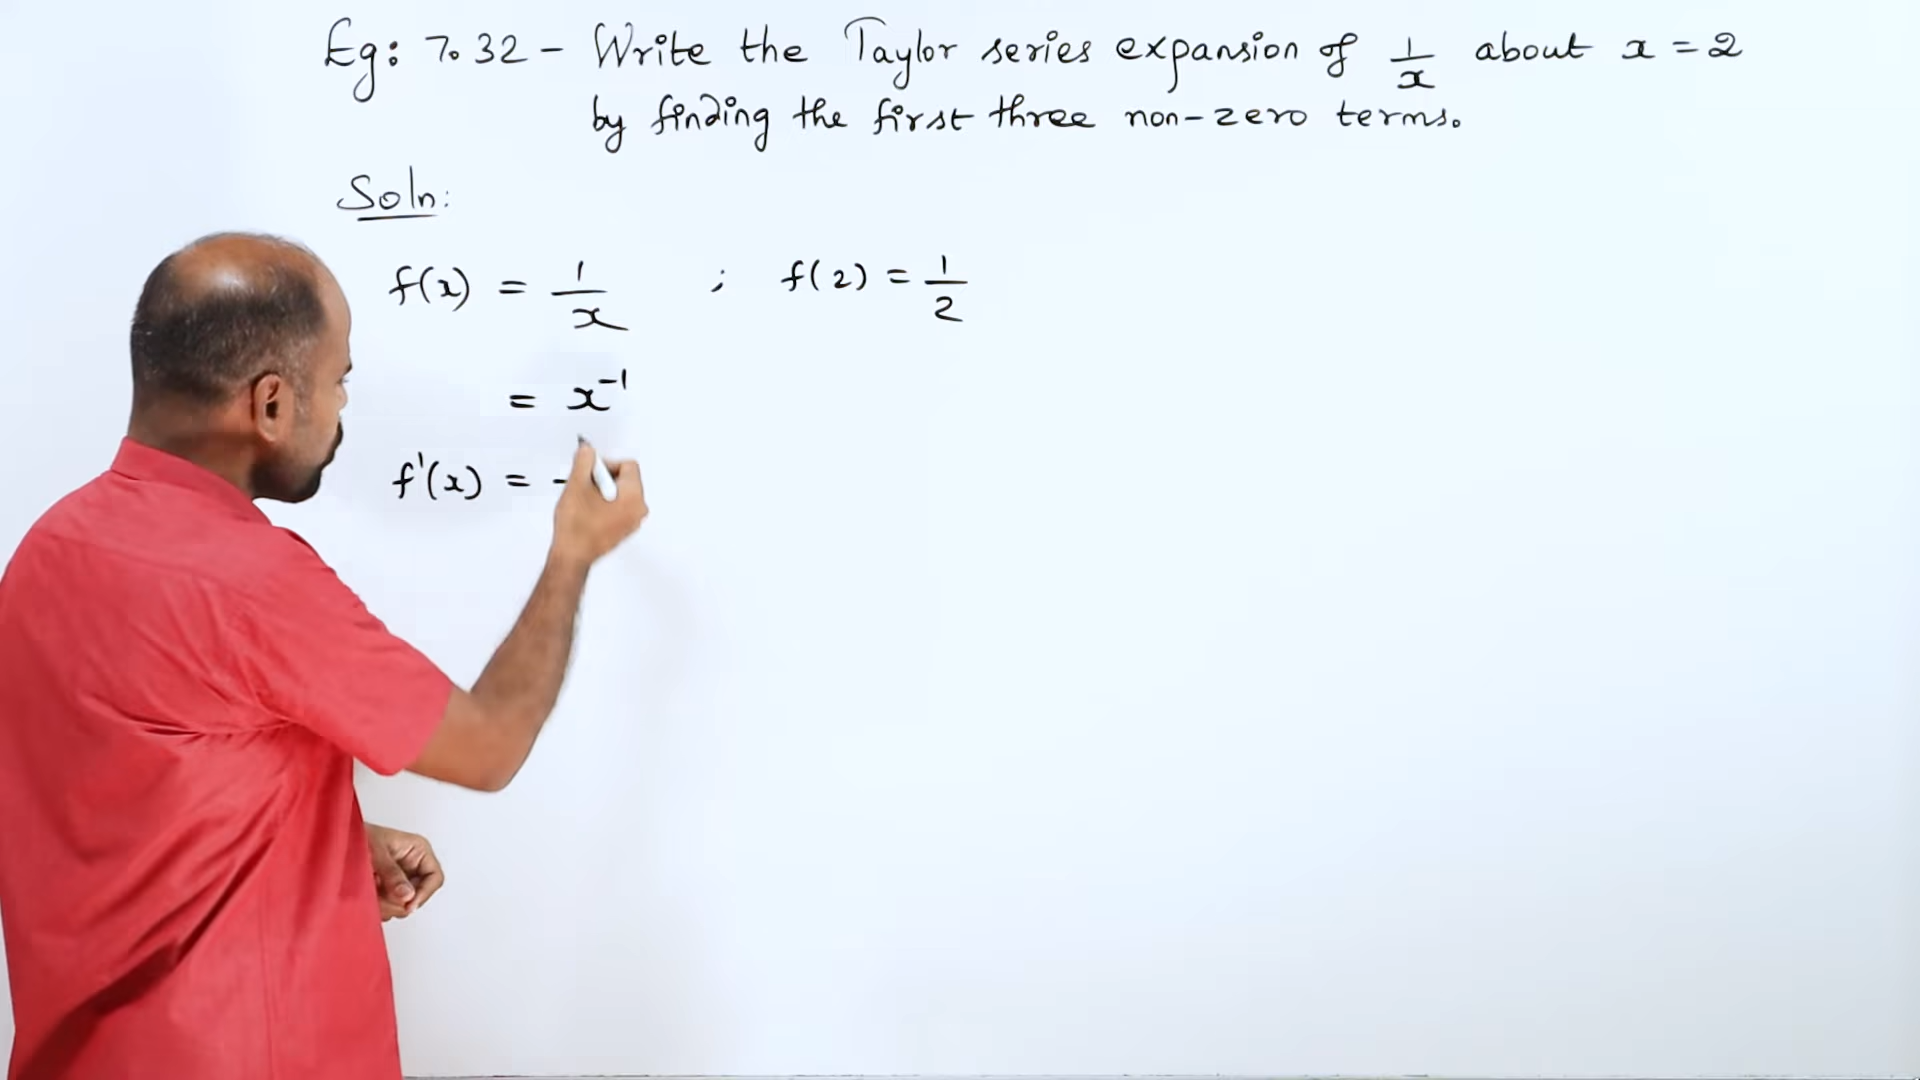 Eg: 7.32 - Write the Taylor series expansion of 1/x about x = 2
by finding the first three non-zero terms.
Soln:
f(x) = 1/x ; f(2) = 1/2
= x⁻¹
f'(x) = -